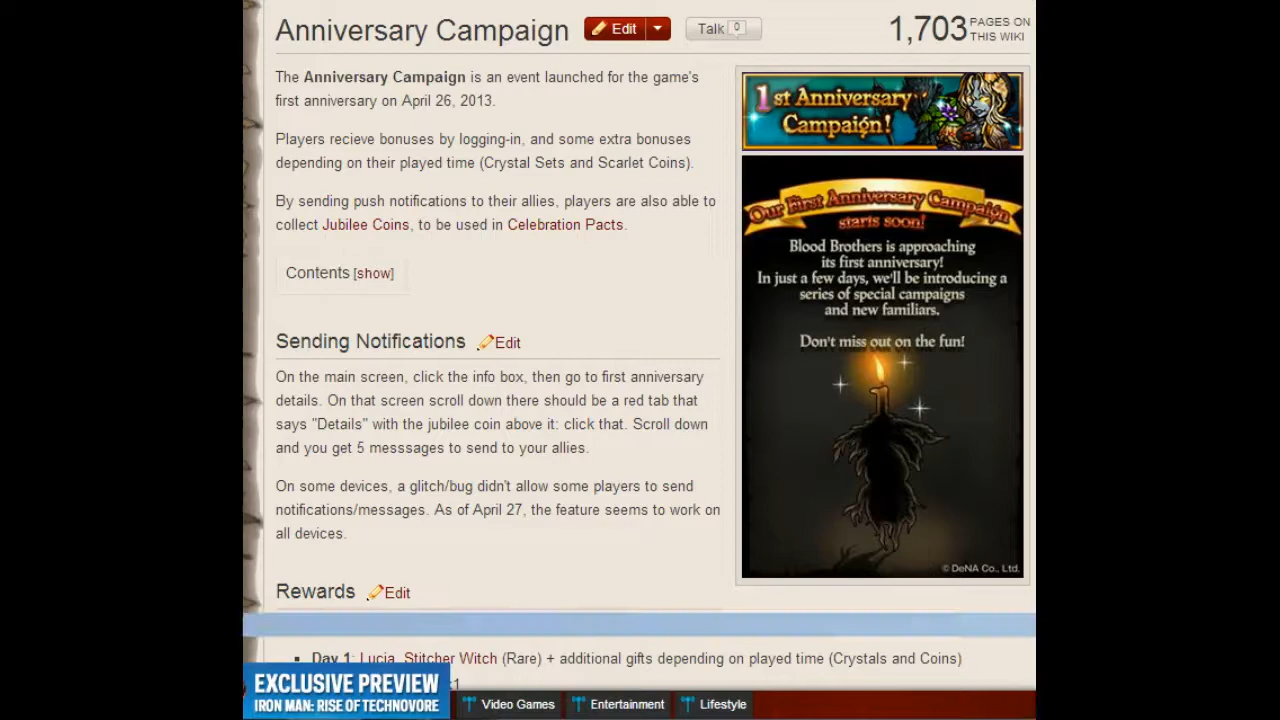 Anniversary Campaign Edit Talk 0 1,703 PAGES ON THIS WIKI
The Anniversary Campaign is an event launched for the game's
first anniversary on April 26, 2013.
Players recieve bonuses by logging-in, and some extra bonuses
depending on their played time (Crystal Sets and Scarlet Coins).
By sending push notifications to their allies, players are also able to
collect Jubilee Coins, to be used in Celebration Pacts.
Contents [show]
Sending Notifications Edit
On the main screen, click the info box, then go to first anniversary
details. On that screen scroll down there should be a red tab that
says "Details" with the jubilee coin above it: click that. Scroll down
and you get 5 messsages to send to your allies.
On some devices, a glitch/bug didn't allow some players to send
notifications/messages. As of April 27, the feature seems to work on
all devices.
Rewards Edit
1st Anniversary
Campaign!
Our First Anniversary Campaign
starts soon!
Blood Brothers is approaching
its first anniversary!
In just a few days, we'll be introducing a
series of special campaigns
and new familiars.
Don't miss out on the fun!
© DeNA Co., Ltd.
Day 1: Lucia, Stitcher Witch (Rare) + additional gifts depending on played time (Crystals and Coins)
EXCLUSIVE PREVIEW
IRON MAN: RISE OF TECHNOVORE
Video Games Entertainment Lifestyle